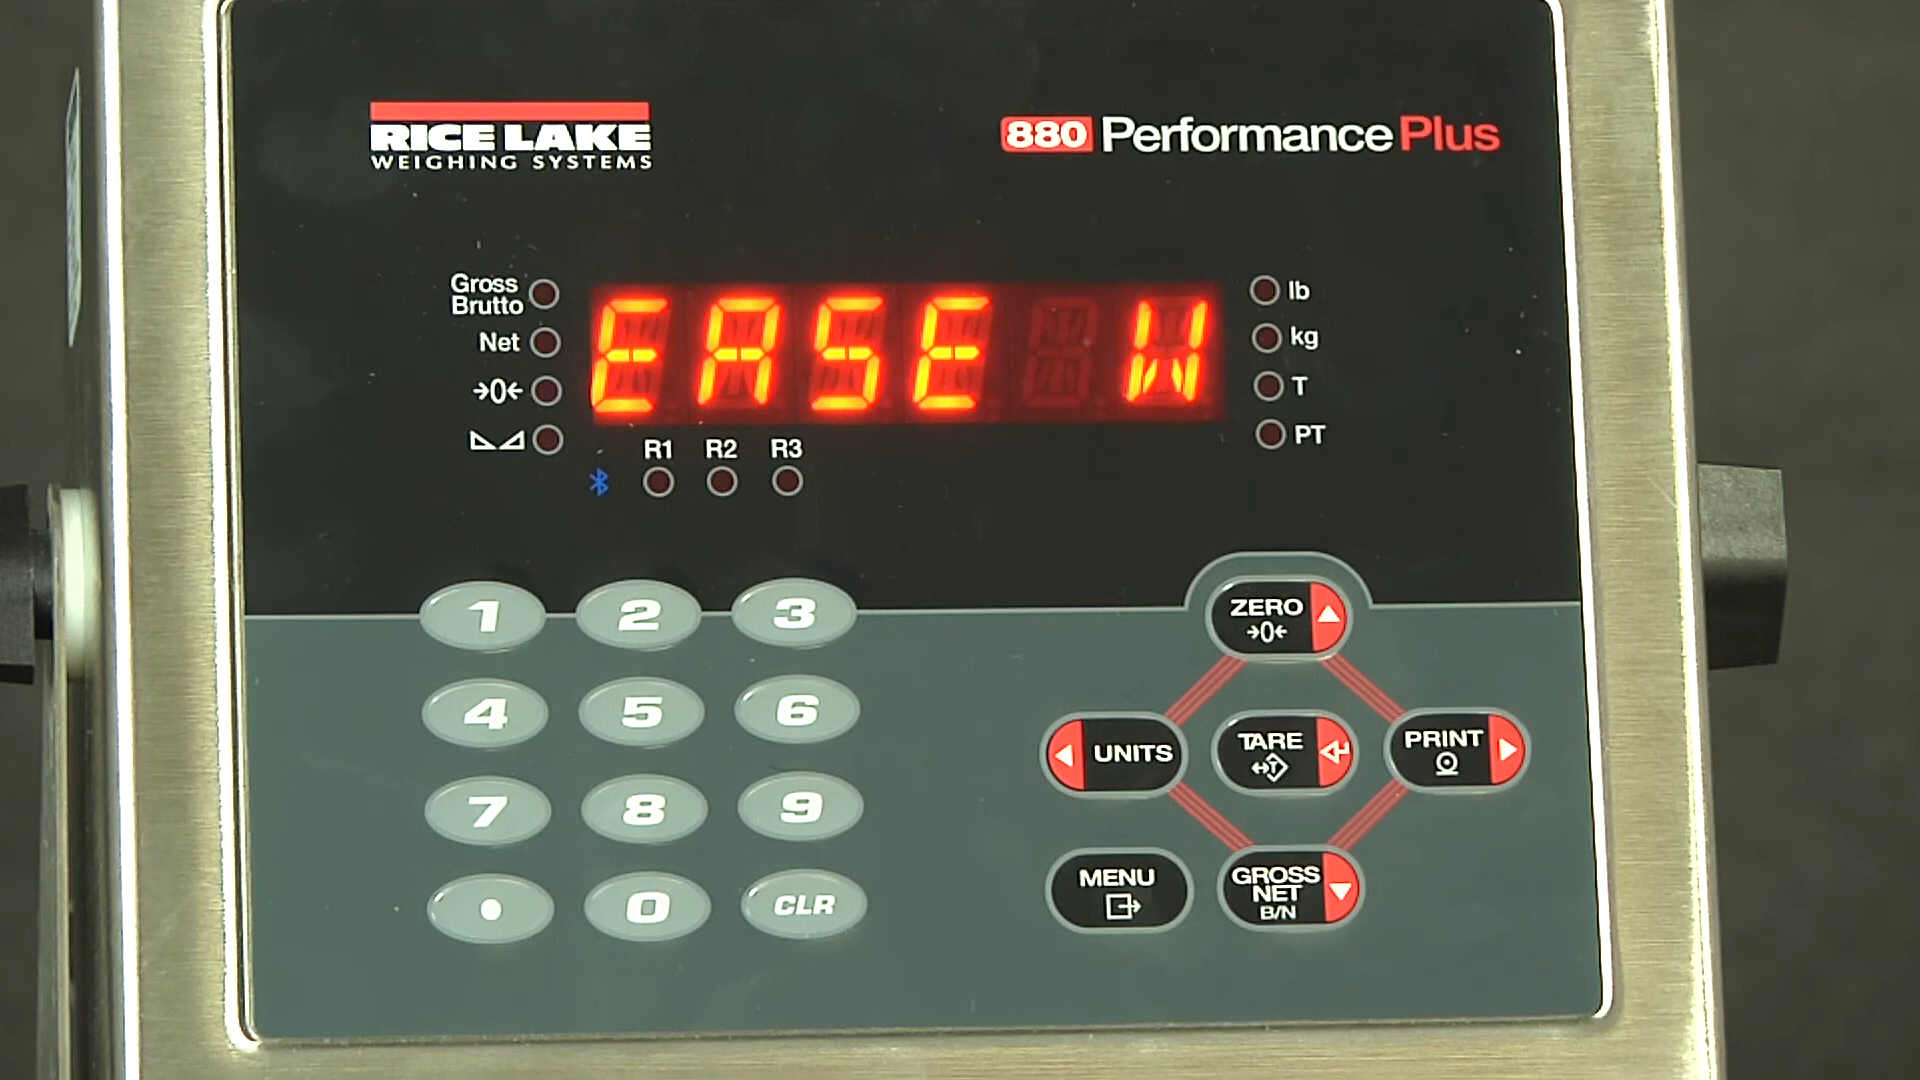 RICE LAKE
WEIGHING SYSTEMS
880 Performance Plus
Gross
Brutto
Net
→0←
EASE W
lb
kg
T
PT
R1 R2 R3
1 2 3
4 5 6
7 8 9
. 0 CLR
ZERO
→0←
UNITS
TARE
T
PRINT
MENU
GROSS
NET
B/N